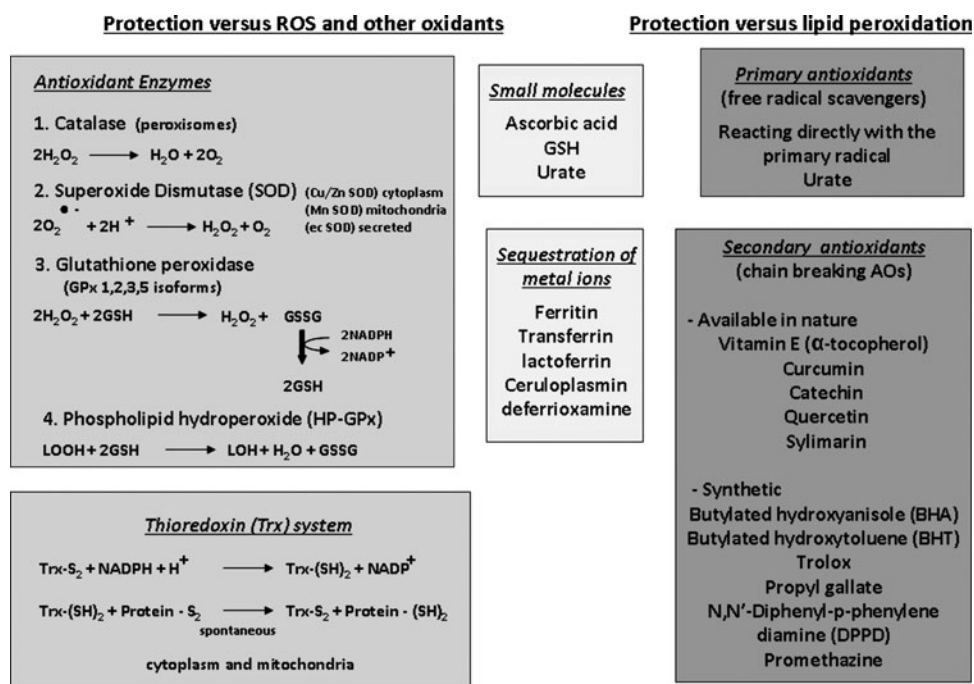 Protection versus ROS and other oxidants
Antioxidant Enzymes
1. Catalase (peroxisomes)
2H₂O₂ ⟶ H₂O + 2O₂
2. Superoxide Dismutase (SOD) (Cu/Zn SOD) cytoplasm
(Mn SOD) mitochondria
2O₂•- + 2H+ ⟶ H₂O₂ + O₂ (ec SOD) secreted
3. Glutathione peroxidase
(GPx 1,2,3,5 isoforms)
2H₂O₂ + 2GSH ⟶ H₂O₂ + GSSG
2NADPH
2NADP+
2GSH
4. Phospholipid hydroperoxide (HP-GPx)
LOOH + 2GSH ⟶ LOH + H₂O + GSSG
Thioredoxin (Trx) system
Trx-S₂ + NADPH + H+ ⟶ Trx-(SH)₂ + NADP+
Trx-(SH)₂ + Protein - S₂ ⟶ Trx-S₂ + Protein - (SH)₂
spontaneous
cytoplasm and mitochondria
Small molecules
Ascorbic acid
GSH
Urate
Sequestration of
metal ions
Ferritin
Transferrin
lactoferrin
Ceruloplasmin
deferrioxamine
Protection versus lipid peroxidation
Primary antioxidants
(free radical scavengers)
Reacting directly with the
primary radical
Urate
Secondary antioxidants
(chain breaking AOs)
- Available in nature
Vitamin E (α-tocopherol)
Curcumin
Catechin
Quercetin
Sylimarin
- Synthetic
Butylated hydroxyanisole (BHA)
Butylated hydroxytoluene (BHT)
Trolox
Propyl gallate
N,N'-Diphenyl-p-phenylene
diamine (DPPD)
Promethazine